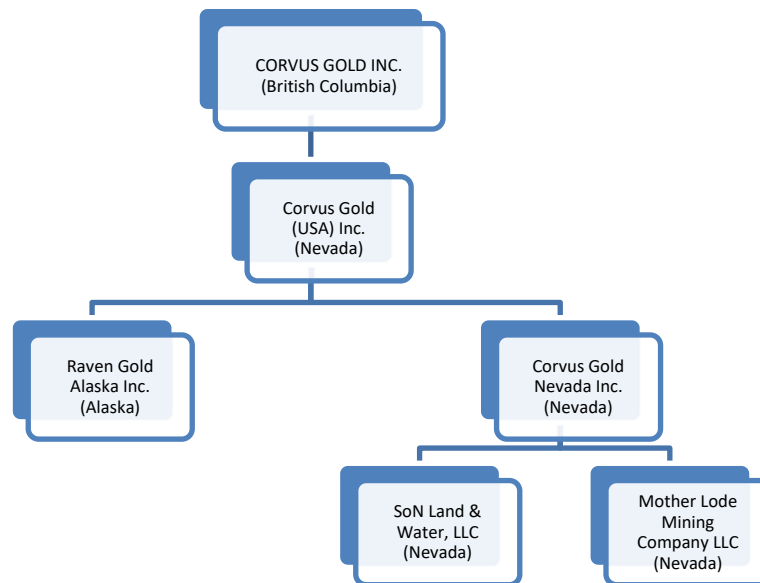 CORVUS GOLD INC.
(British Columbia)
Corvus Gold
(USA) Inc.
(Nevada)
Raven Gold
Alaska Inc.
(Alaska)
Corvus Gold
Nevada Inc.
(Nevada)
SoN Land &
Water, LLC
(Nevada)
Mother Lode
Mining
Company LLC
(Nevada)